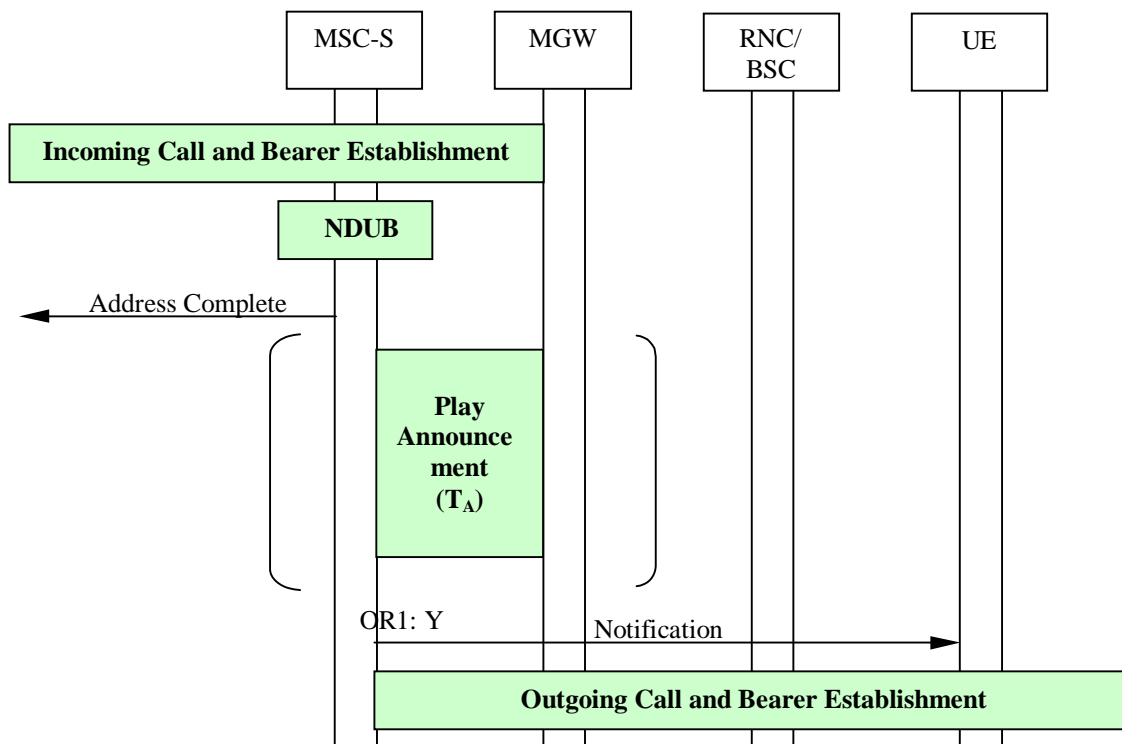 MSC-S
MGW
RNC/
BSC
UE
Incoming Call and Bearer Establishment
NDUB
Address Complete
Play
Announce
ment
(TA)
OR1: Y
Notification
Outgoing Call and Bearer Establishment